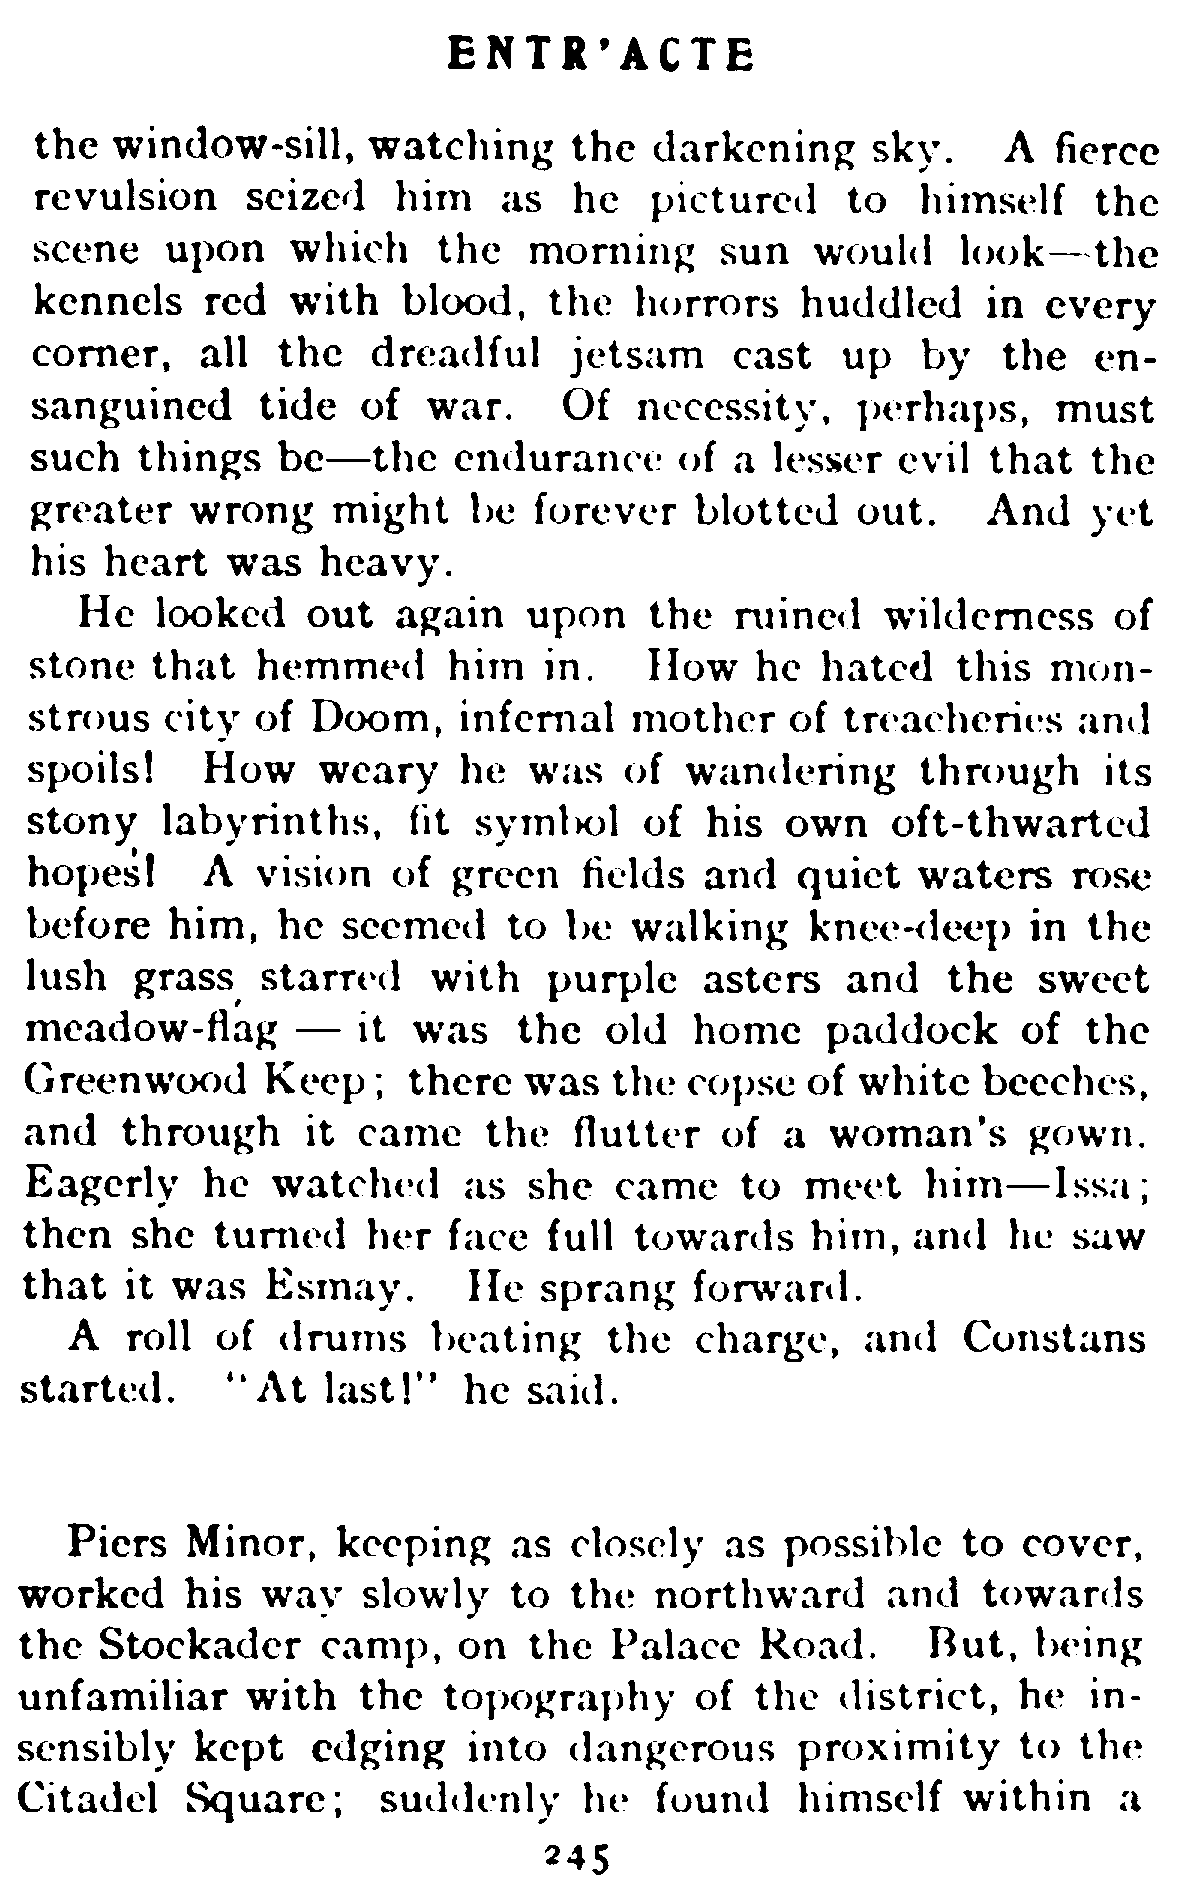 ENTR'ACTE
the window-sill, watching the darkening sky. A fierce
revulsion seized him as he pictured to himself the
scene upon which the morning sun would look—the
kennels red with blood, the horrors huddled in every
corner, all the dreadful jetsam cast up by the en-
sanguined tide of war. Of necessity, perhaps, must
such things be—the endurance of a lesser evil that the
greater wrong might be forever blotted out. And yet
his heart was heavy.
He looked out again upon the ruined wilderness of
stone that hemmed him in. How he hated this mon-
strous city of Doom, infernal mother of treacheries and
spoils! How weary he was of wandering through its
stony labyrinths, fit symbol of his own oft-thwarted
hopes! A vision of green fields and quiet waters rose
before him, he seemed to be walking knee-deep in the
lush grass starred with purple asters and the sweet
meadow-flag — it was the old home paddock of the
Greenwood Keep; there was the copse of white beeches,
and through it came the flutter of a woman's gown.
Eagerly he watched as she came to meet him—Issa;
then she turned her face full towards him, and he saw
that it was Esmay. He sprang forward.
A roll of drums beating the charge, and Constans
started. "At last!" he said.
Piers Minor, keeping as closely as possible to cover,
worked his way slowly to the northward and towards
the Stockader camp, on the Palace Road. But, being
unfamiliar with the topography of the district, he in-
sensibly kept edging into dangerous proximity to the
Citadel Square; suddenly he found himself within a
245